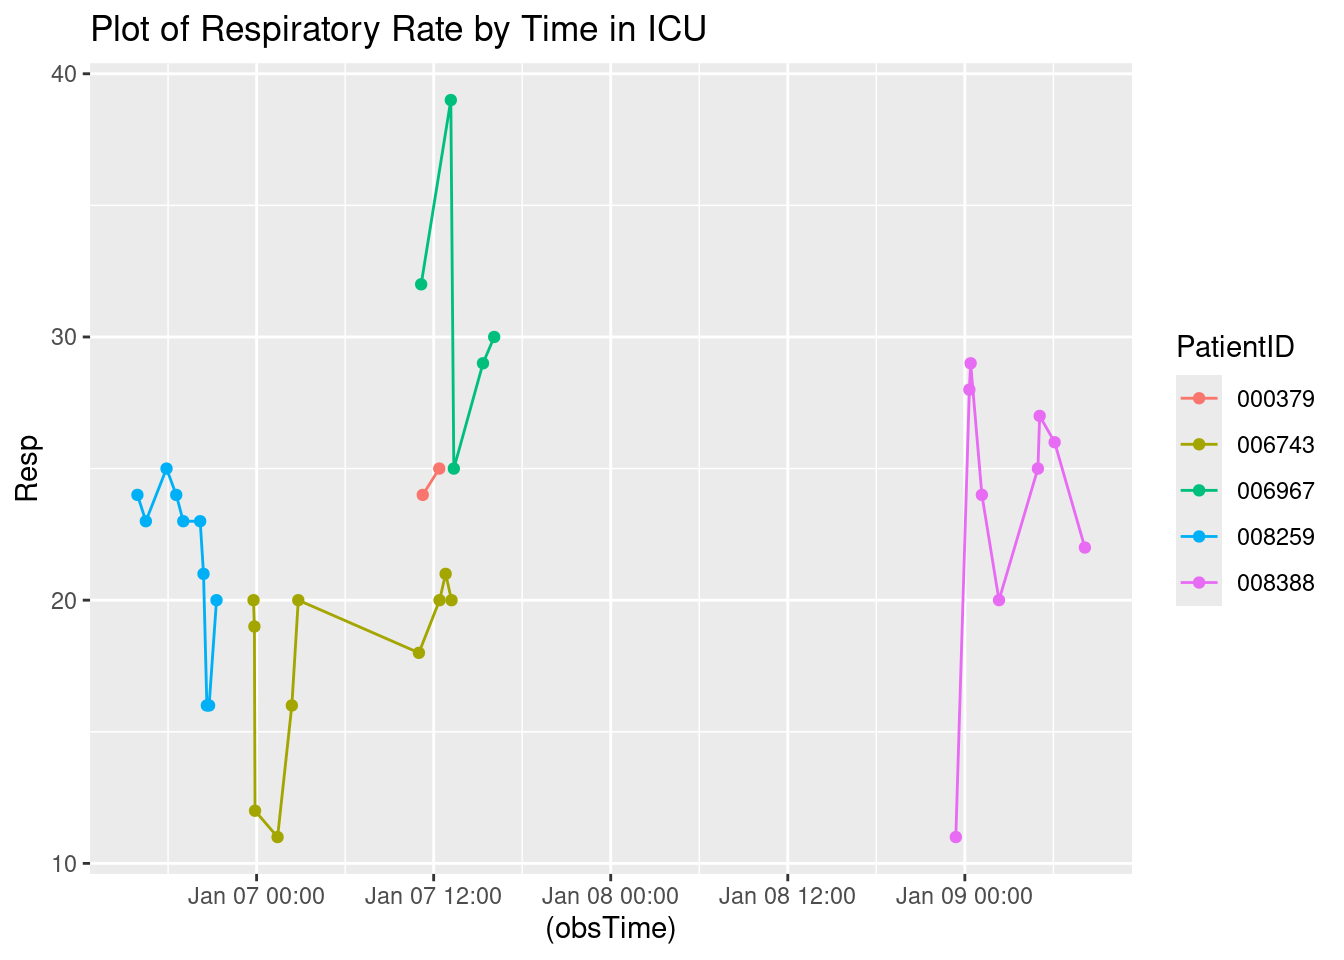 Plot of Respiratory Rate by Time in ICU
40
30
20
10
Resp
Jan 07 00:00
Jan 07 12:00
Jan 08 00:00
Jan 08 12:00
Jan 09 00:00
(obsTime)
PatientID
000379
006743
006967
008259
008388